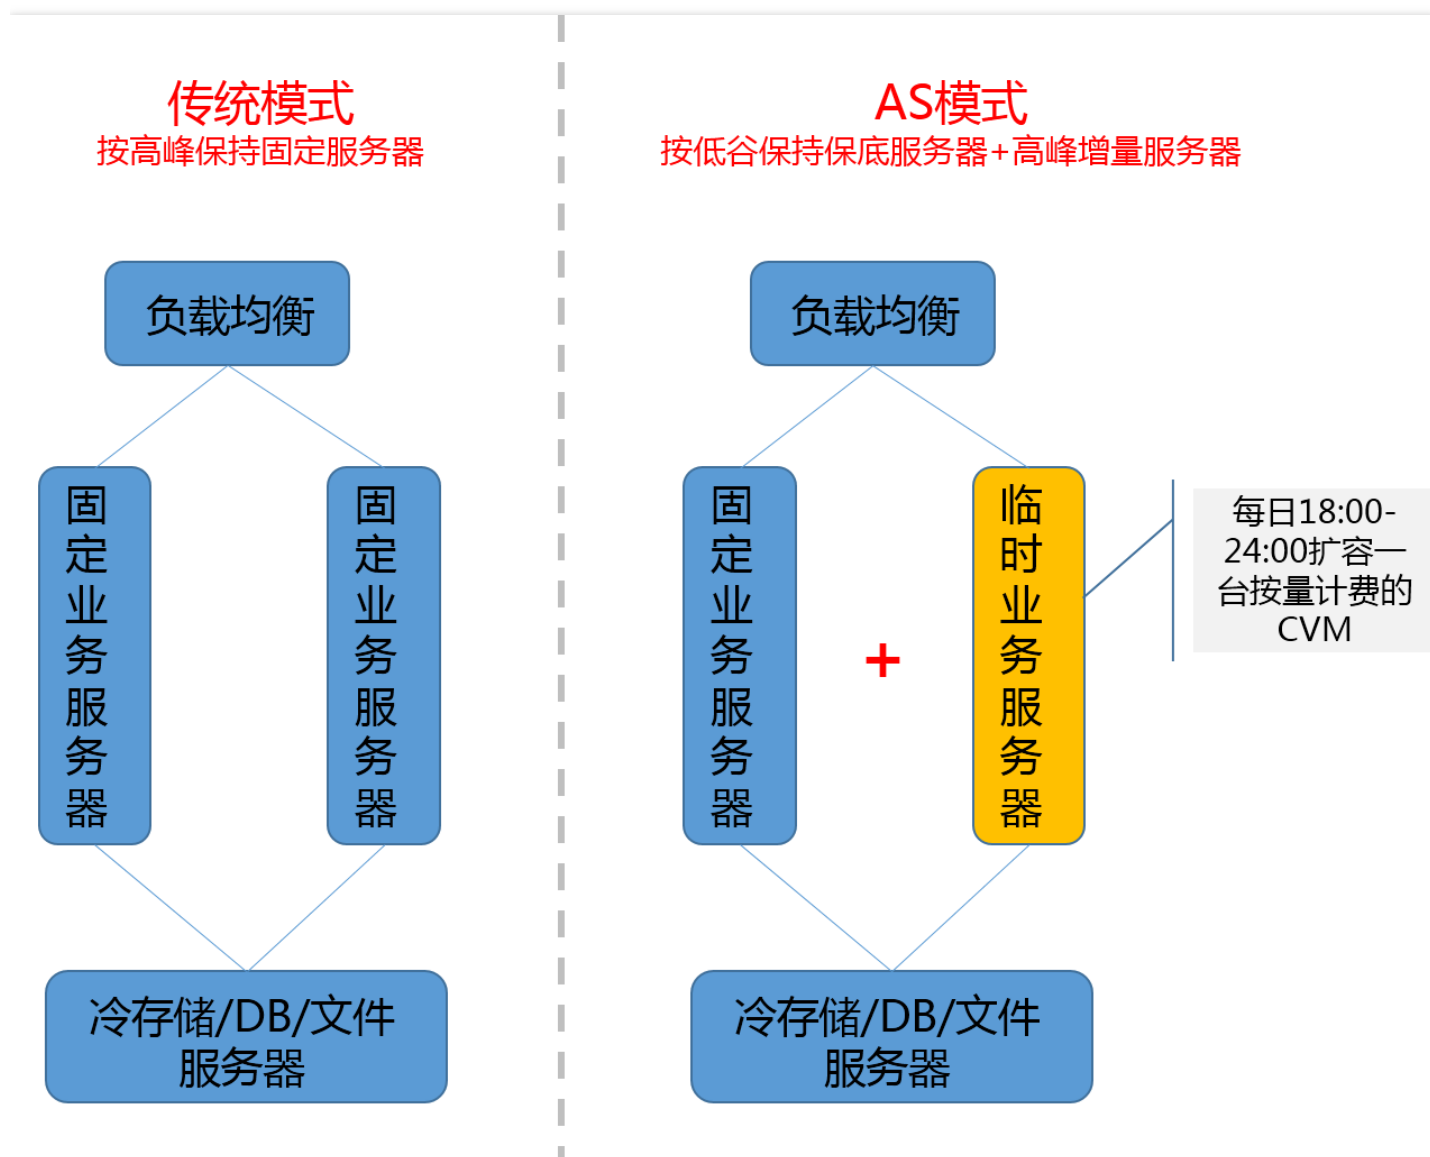 传统模式
按高峰保持固定服务器
负载均衡
固定业务服务器
固定业务服务器
冷存储/DB/文件
服务器
AS模式
按低谷保持保底服务器+高峰增量服务器
负载均衡
固定业务服务器
+
临时业务服务器
每日18:00-
24:00扩容一
台按量计费的
CVM
冷存储/DB/文件
服务器